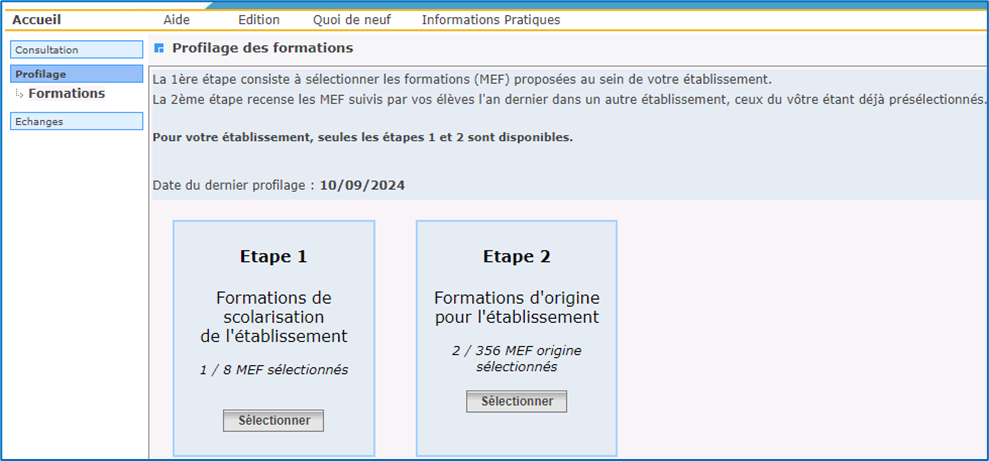 Accueil Aide Edition Quoi de neuf Informations Pratiques
Consultation
Profilage
Formations
Echanges
Profilage des formations
La 1ère étape consiste à sélectionner les formations (MEF) proposées au sein de votre établissement.
La 2ème étape recense les MEF suivis par vos élèves l'an dernier dans un autre établissement, ceux du vôtre étant déjà présélectionnés.
Pour votre établissement, seules les étapes 1 et 2 sont disponibles.
Date du dernier profilage : 10/09/2024
Etape 1
Formations de
scolarisation
de l'établissement
1 / 8 MEF sélectionnés
Sélectionner
Etape 2
Formations d'origine
pour l'établissement
2 / 356 MEF origine
sélectionnés
Sélectionner